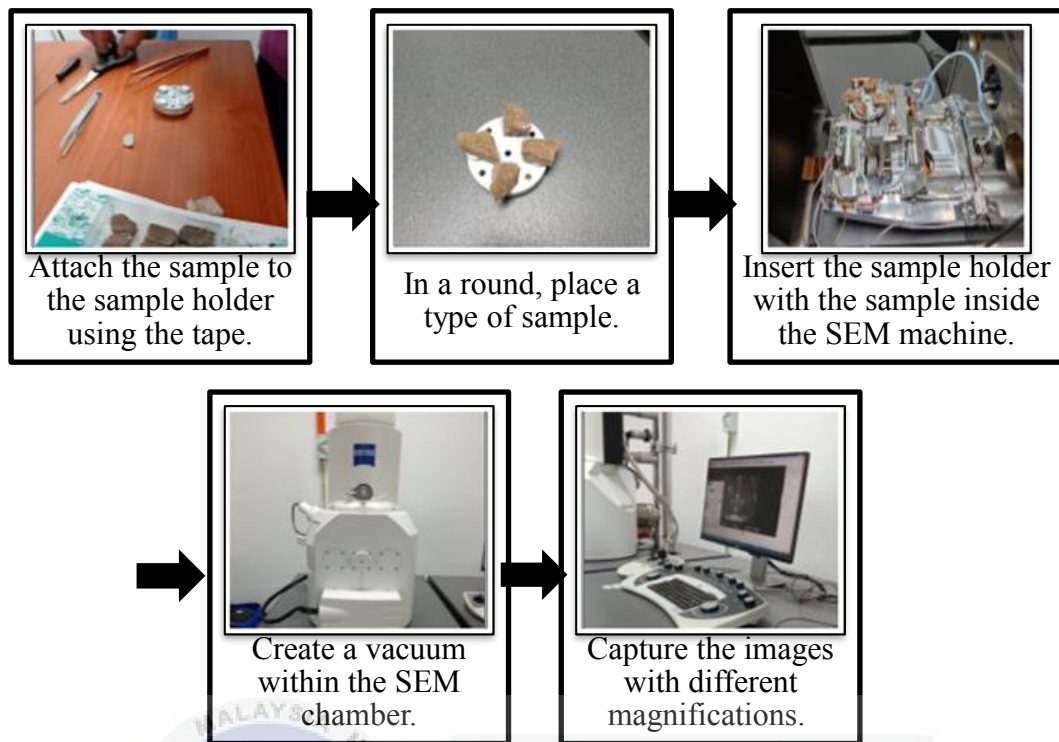 Attach the sample to
the sample holder
using the tape.
In a round, place a
type of sample.
Insert the sample holder
with the sample inside
the SEM machine.
Create a vacuum
within the SEM
chamber.
Capture the images
with different
magnifications.
MALAYS